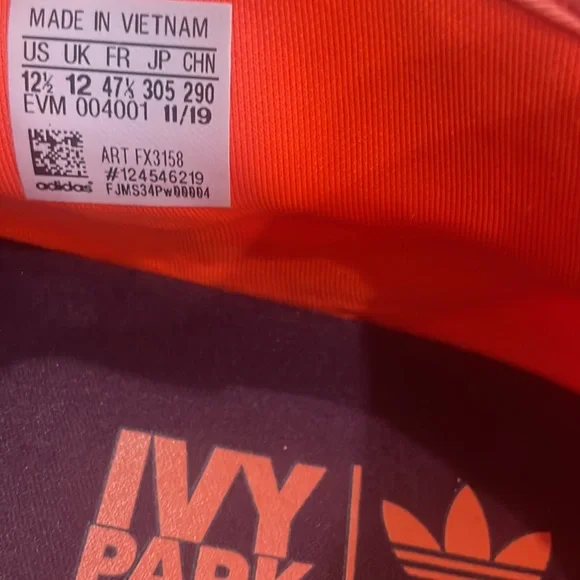 MADE IN VIETNAM
US UK FR JP CHN
12½ 12 47⅓ 305 290
EVM 004001 11/19
ART FX3158
#124546219
adidas FJMS34Pw00004
IVY
PARK